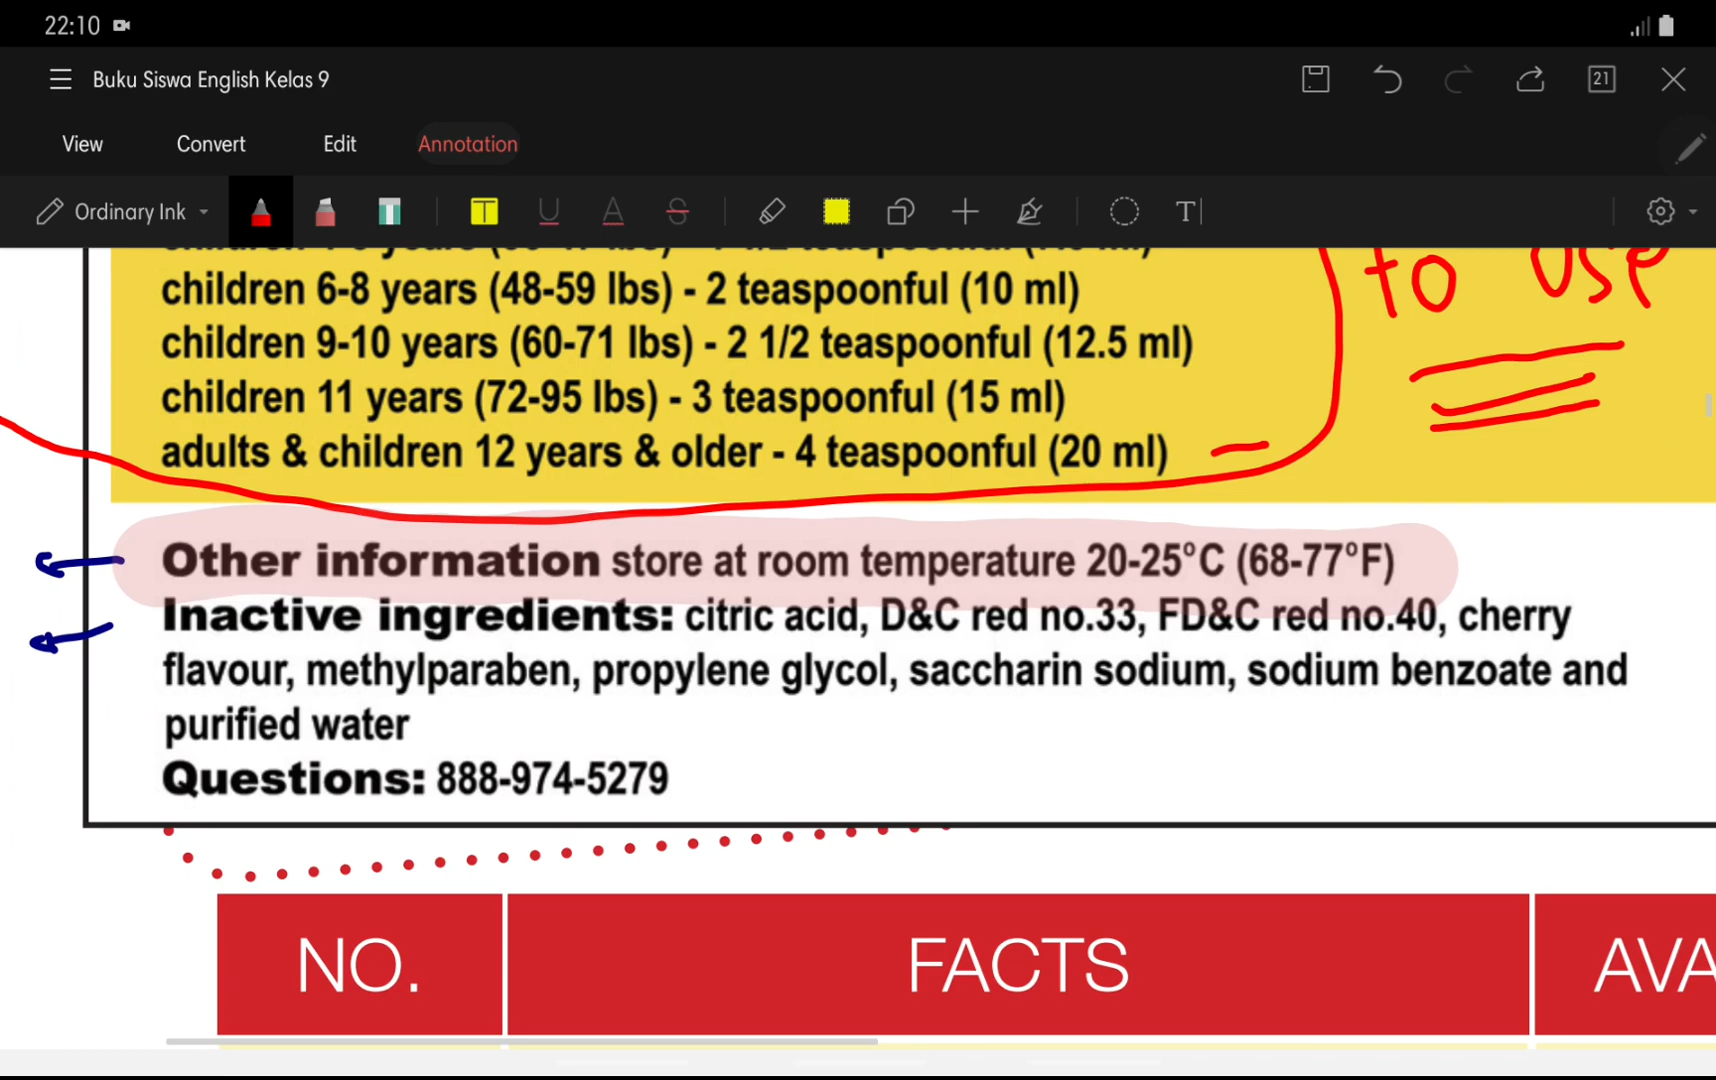 22:10
Buku Siswa English Kelas 9
21
View Convert Edit Annotation
Ordinary Ink T U A S T
to use
children 6-8 years (48-59 lbs) - 2 teaspoonful (10 ml)
children 9-10 years (60-71 lbs) - 2 1/2 teaspoonful (12.5 ml)
children 11 years (72-95 lbs) - 3 teaspoonful (15 ml)
adults & children 12 years & older - 4 teaspoonful (20 ml)
Other information store at room temperature 20-25°C (68-77°F)
Inactive ingredients: citric acid, D&C red no.33, FD&C red no.40, cherry
flavour, methylparaben, propylene glycol, saccharin sodium, sodium benzoate and
purified water
Questions: 888-974-5279
NO. FACTS AVA